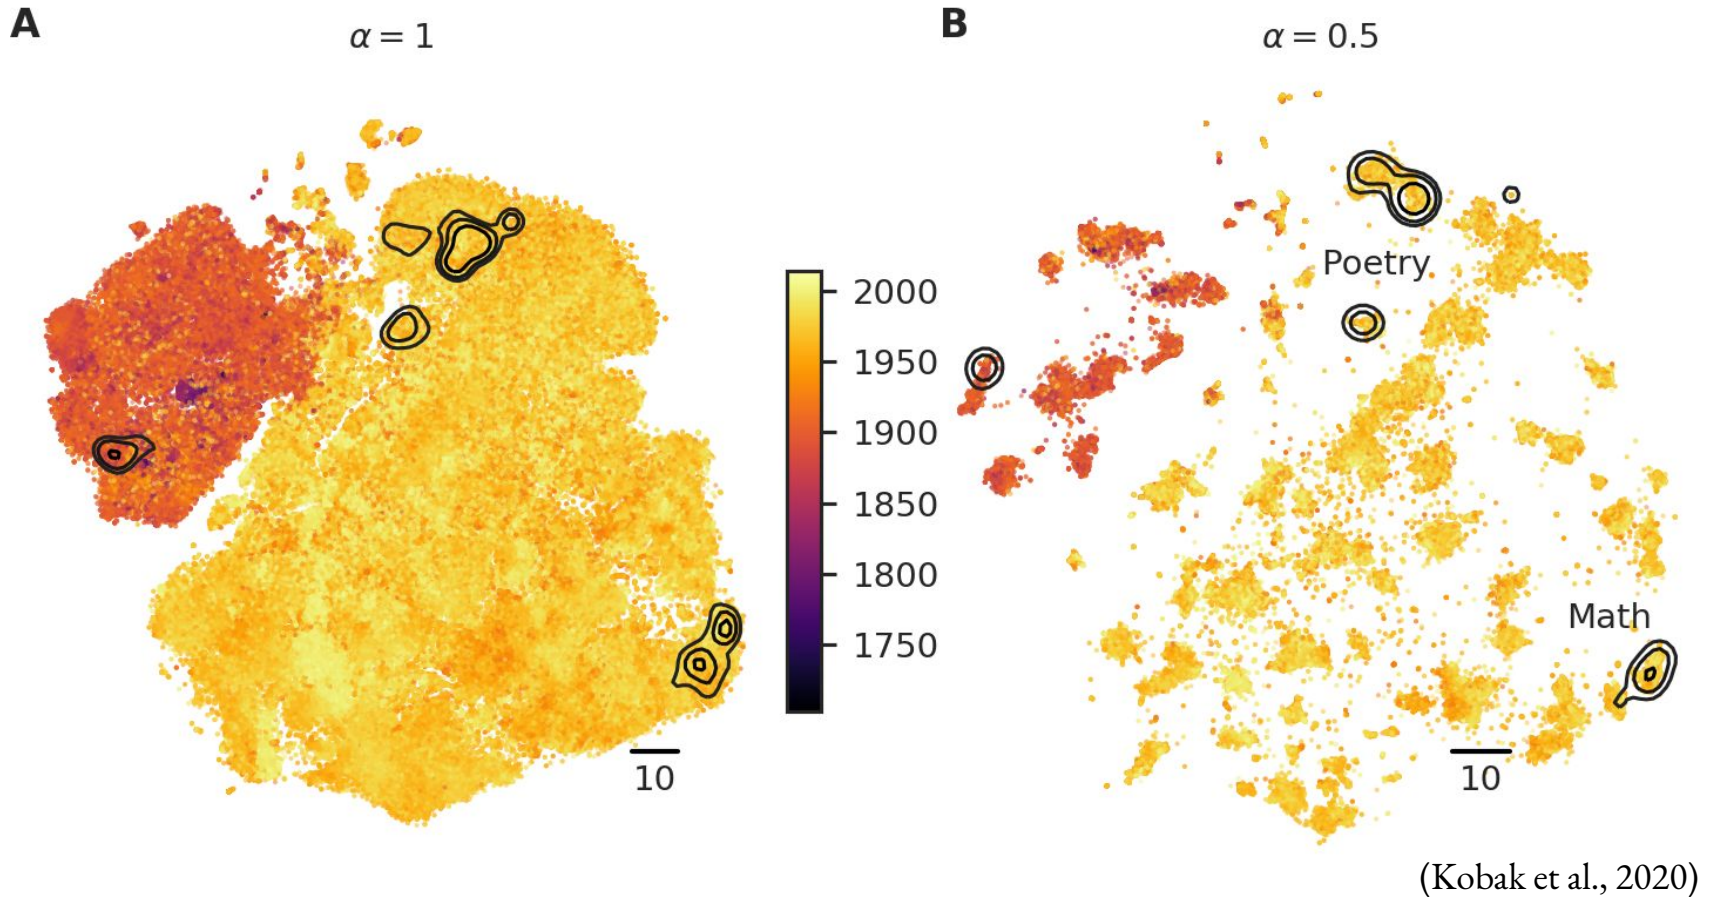 A
α = 1
B
α = 0.5
2000
1950
1900
1850
1800
1750
Poetry
Math
10
10
(Kobak et al., 2020)